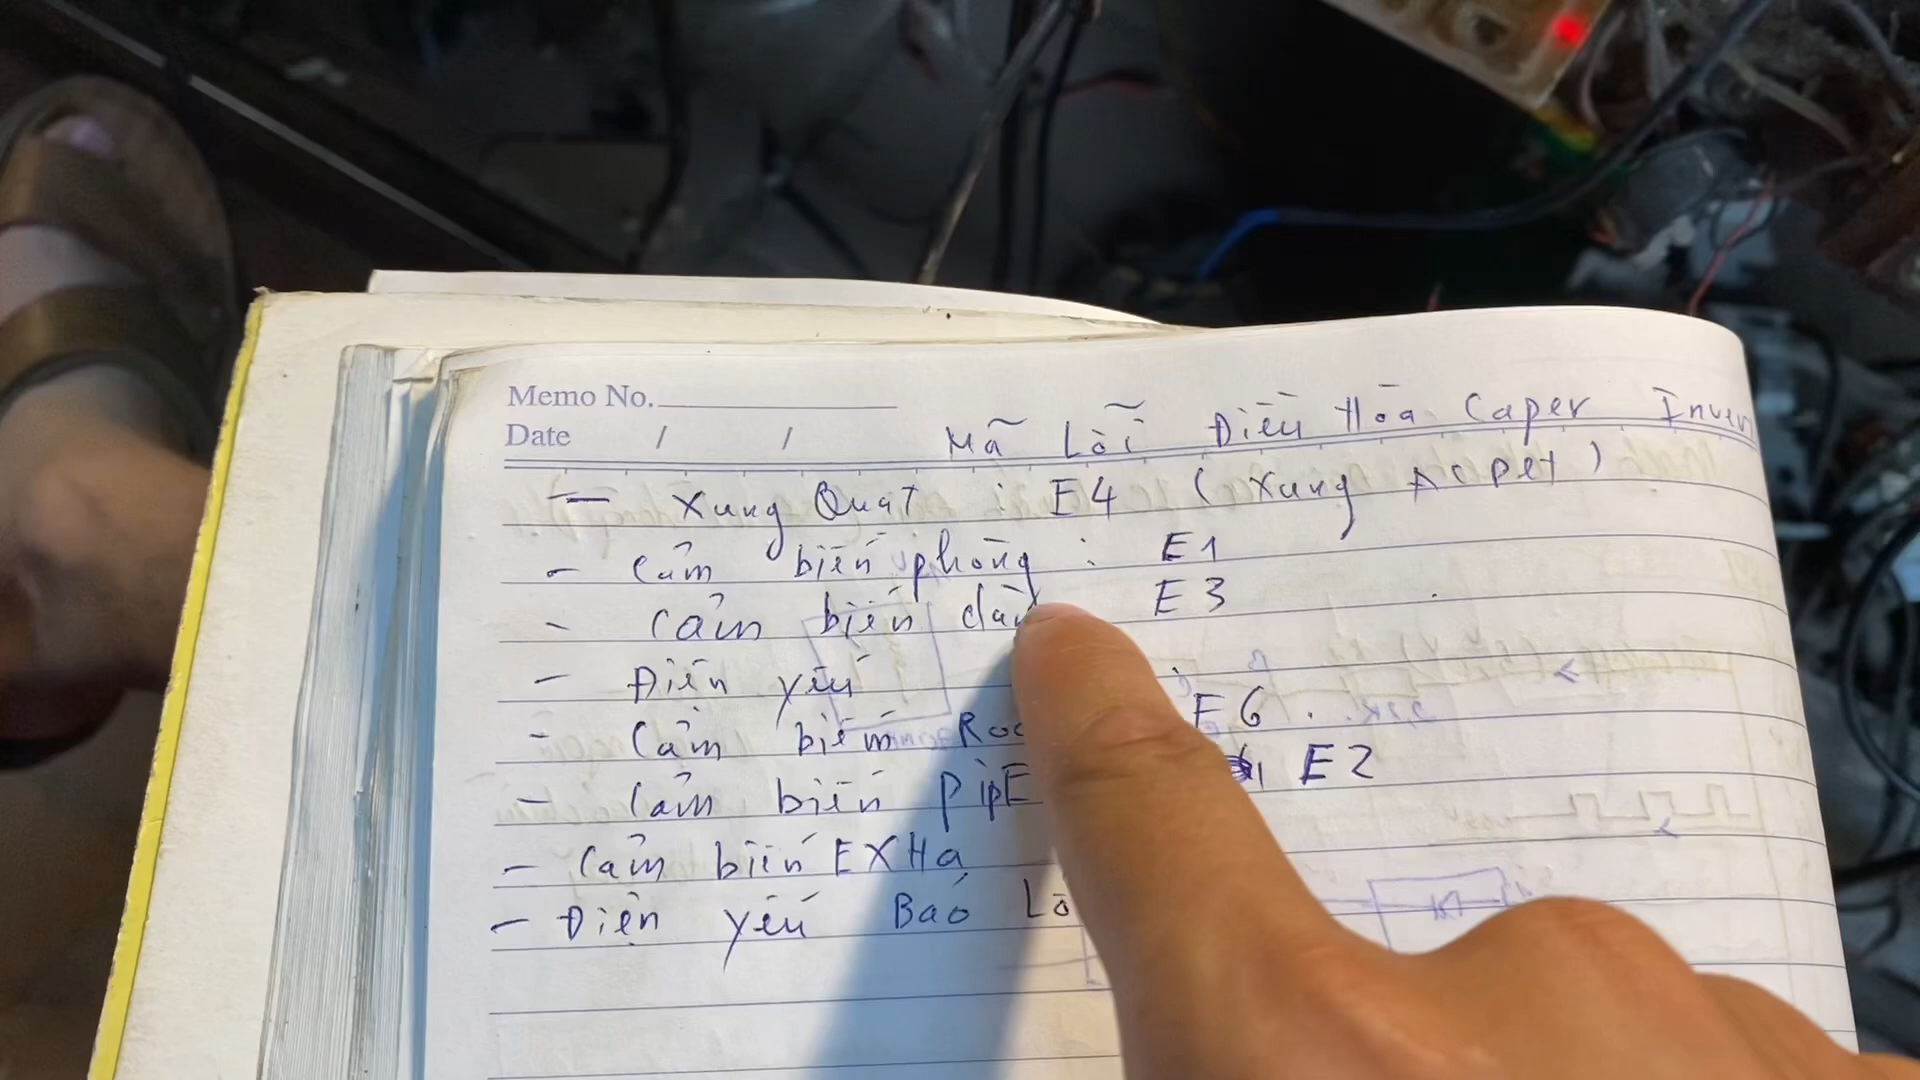 Memo No.
Date / /
Mã Lỗi Điều Hòa Caper Inver
- Xung Quạt : E4 (Xung AC pet)
- Cảm biến phòng : E1
- Cảm biến dàn E3
- Điện yếu
- Cảm biến Roo E6.
- Cảm biến PipE E2
- Cảm biến EXHa
- Điện yếu Báo Lỗ